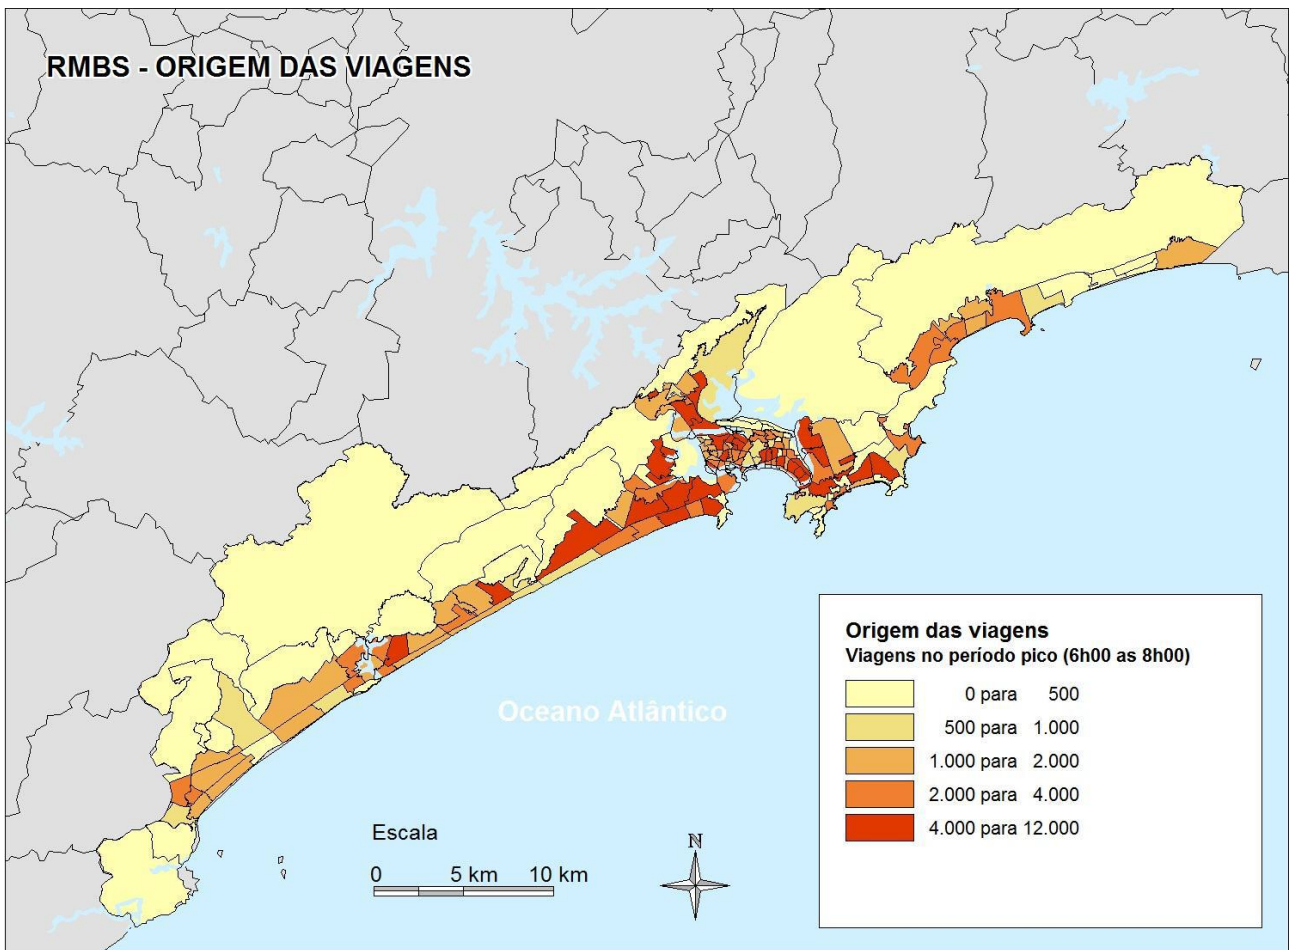 RMBS - ORIGEM DAS VIAGENS
Origem das viagens
Viagens no período pico (6h00 as 8h00)
0 para 500
500 para 1.000
1.000 para 2.000
2.000 para 4.000
4.000 para 12.000
Oceano Atlântico
Escala
0 5 km 10 km
N